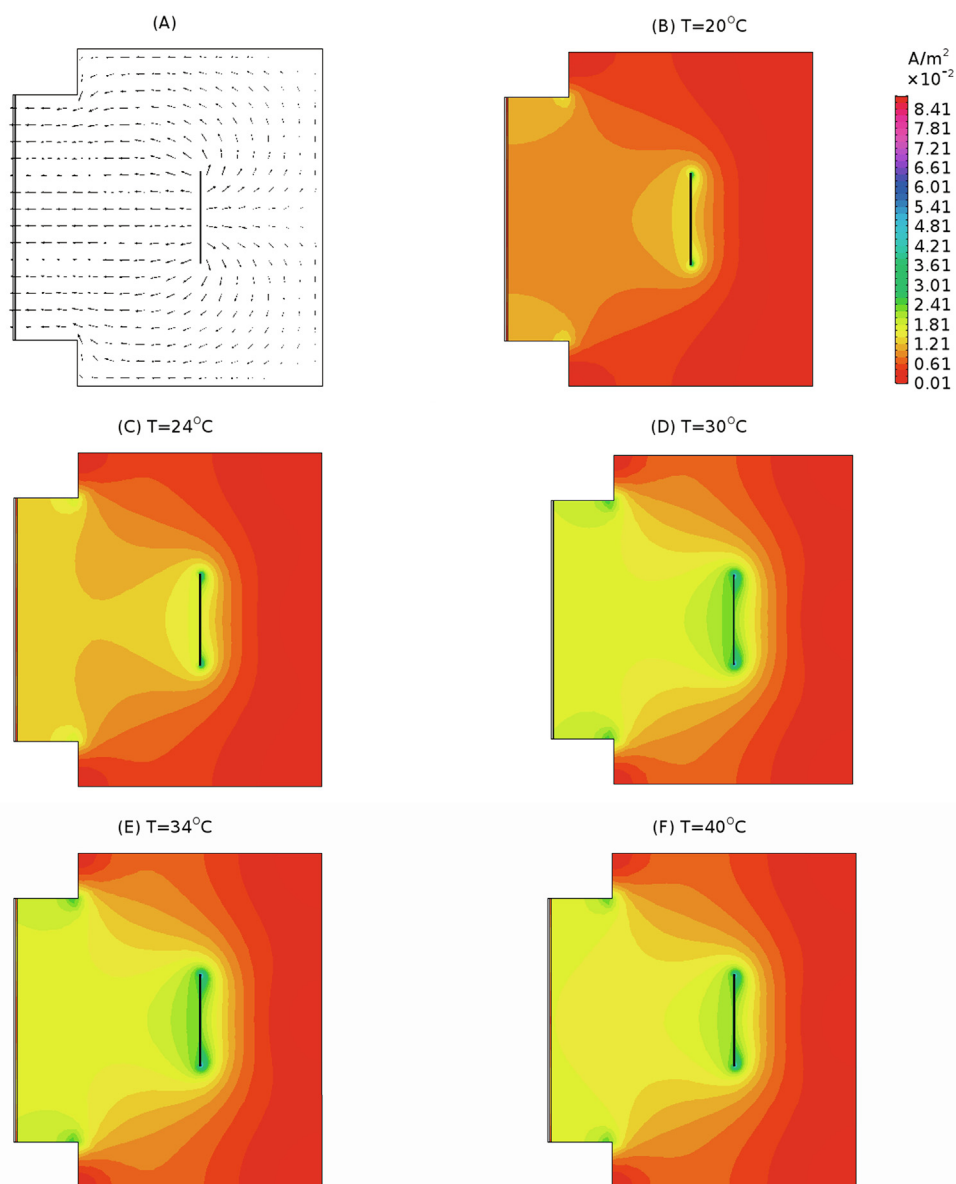 (A)
(B) T=20°C
A/m²
×10⁻²
8.41
7.81
7.21
6.61
6.01
5.41
4.81
4.21
3.61
3.01
2.41
1.81
1.21
0.61
0.01
(C) T=24°C
(D) T=30°C
(E) T=34°C
(F) T=40°C